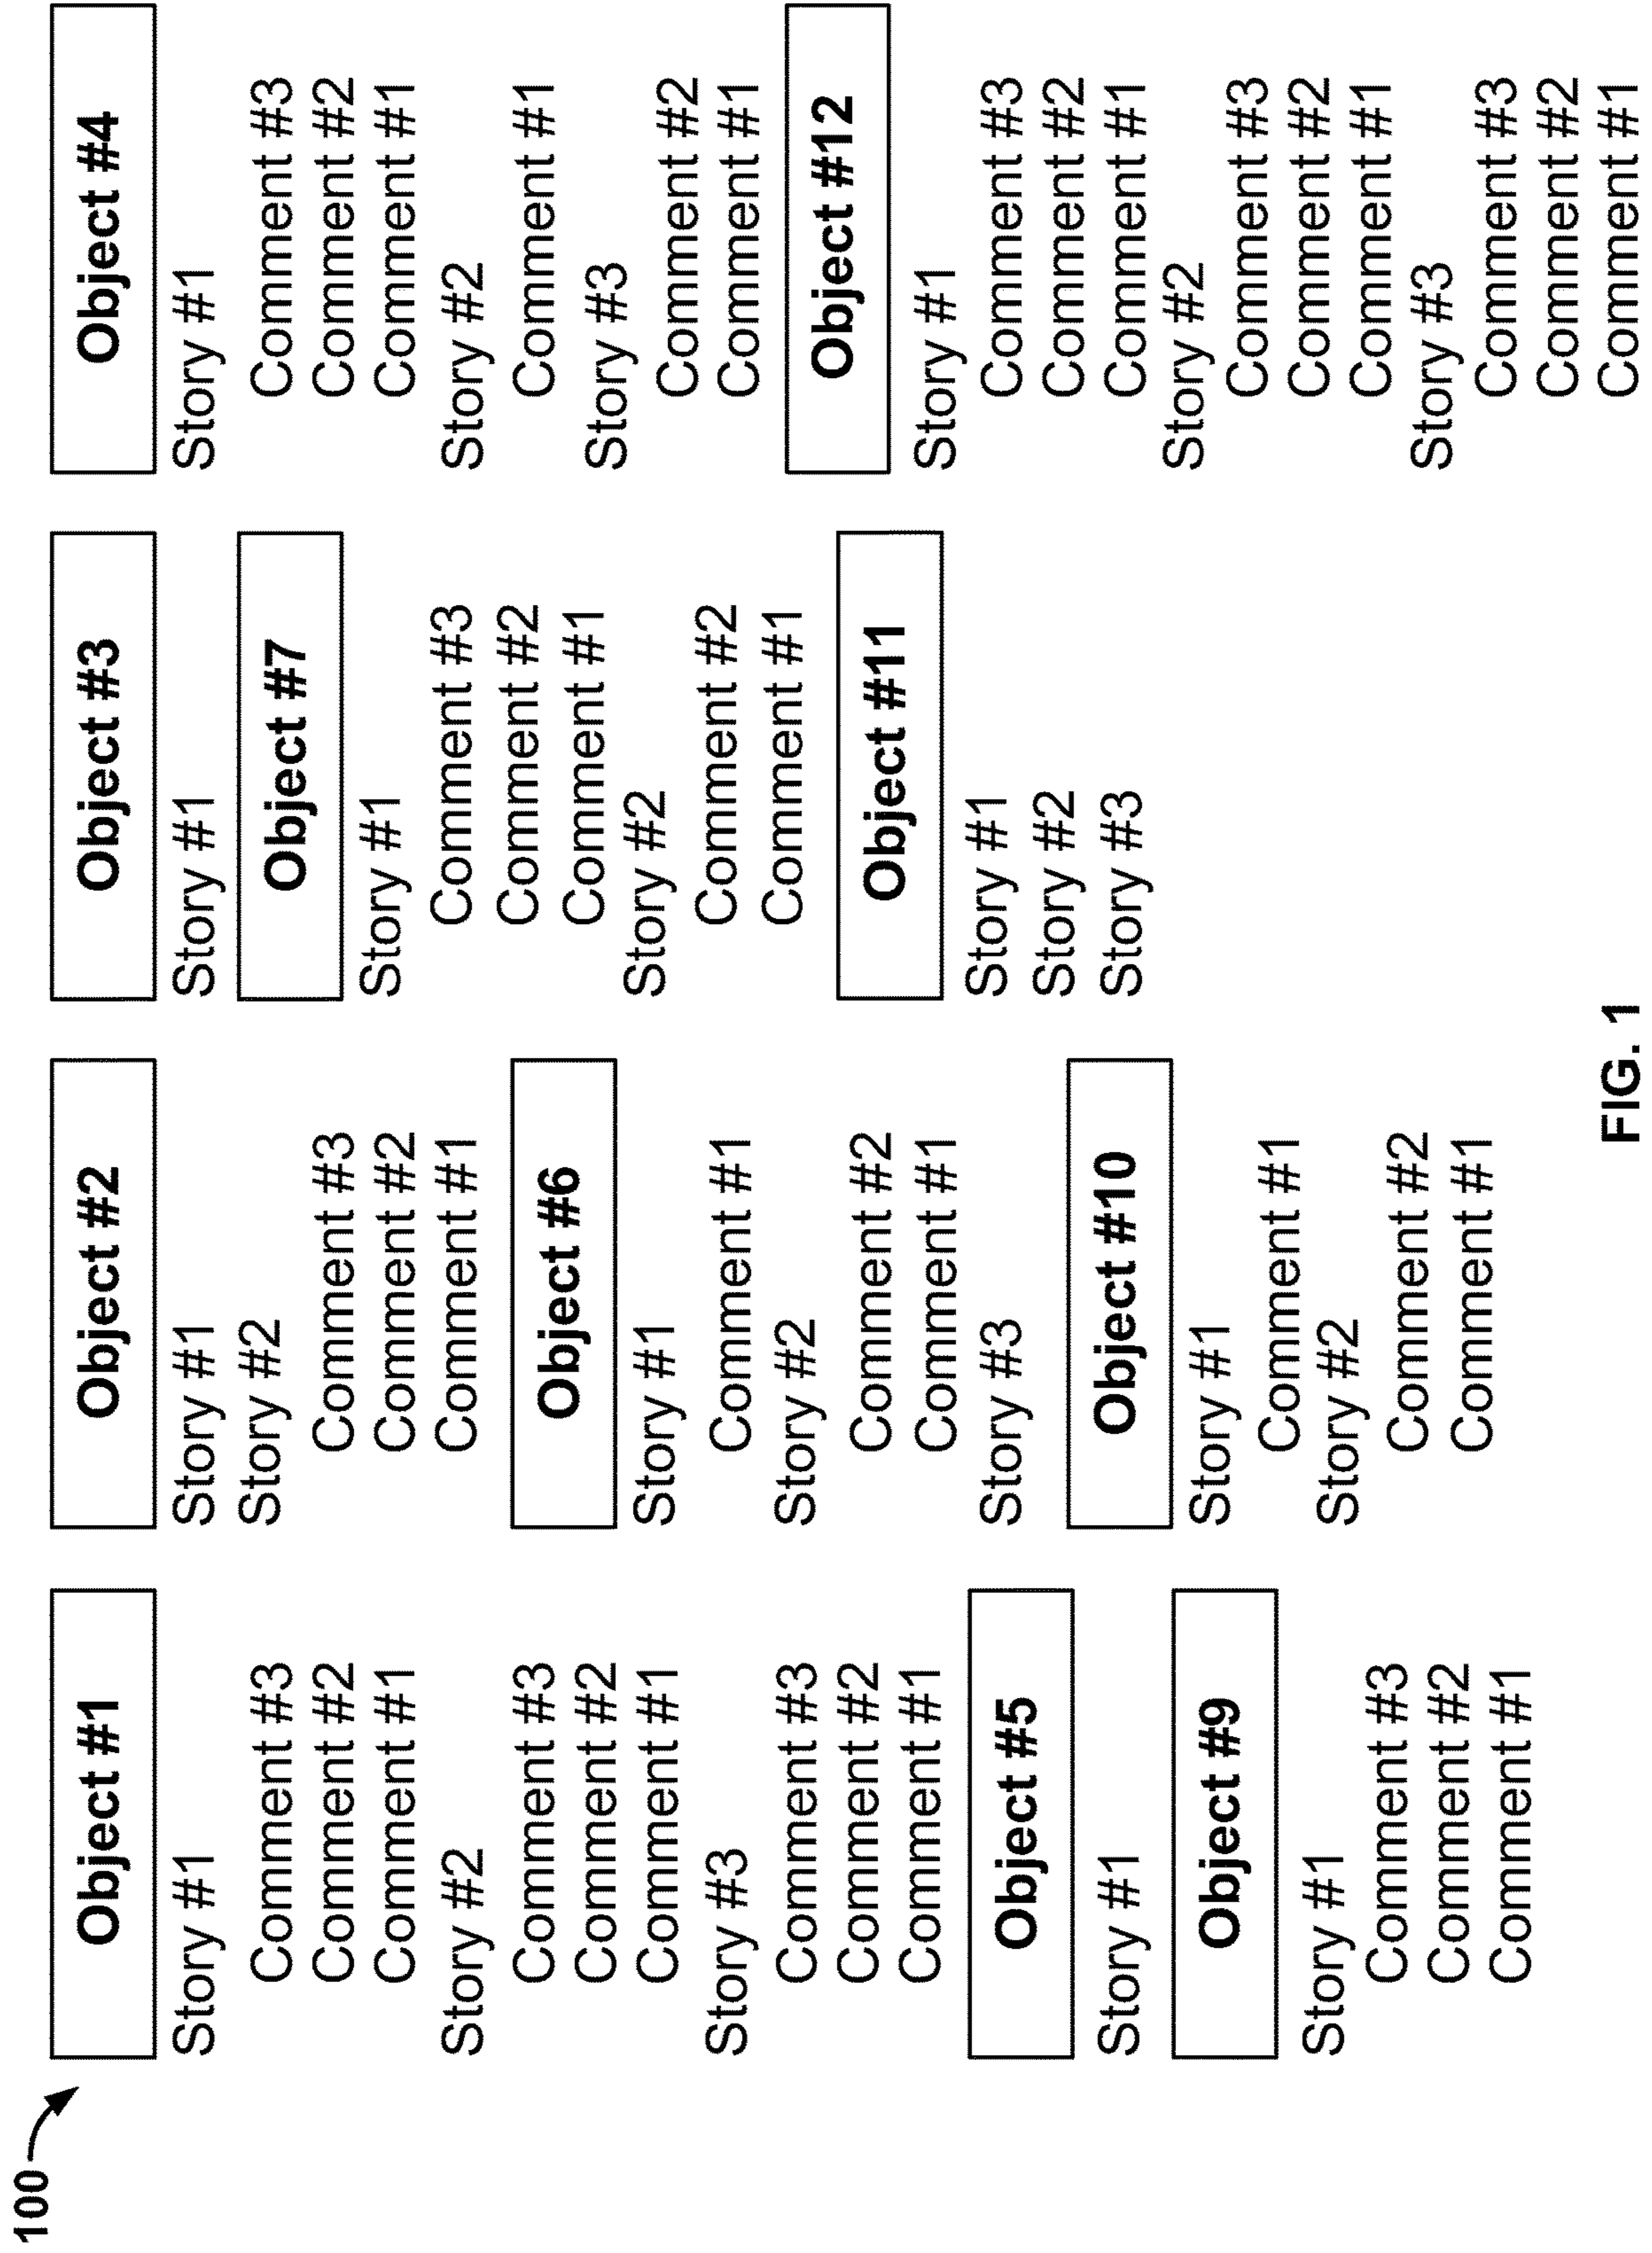 100
Object #1
Story #1
Comment #3
Comment #2
Comment #1
Story #2
Comment #3
Comment #2
Comment #1
Story #3
Comment #3
Comment #2
Comment #1
Object #5
Story #1
Object #9
Story #1
Comment #3
Comment #2
Comment #1
Object #2
Story #1
Story #2
Comment #3
Comment #2
Comment #1
Object #6
Story #1
Comment #1
Story #2
Comment #2
Comment #1
Story #3
Object #10
Story #1
Comment #1
Story #2
Comment #2
Comment #1
Object #3
Story #1
Object #7
Story #1
Comment #3
Comment #2
Comment #1
Story #2
Comment #2
Comment #1
Object #11
Story #1
Story #2
Story #3
Object #4
Story #1
Comment #3
Comment #2
Comment #1
Story #2
Comment #1
Story #3
Comment #2
Comment #1
Object #12
Story #1
Comment #3
Comment #2
Comment #1
Story #2
Comment #3
Comment #2
Comment #1
Story #3
Comment #3
Comment #2
Comment #1
FIG. 1